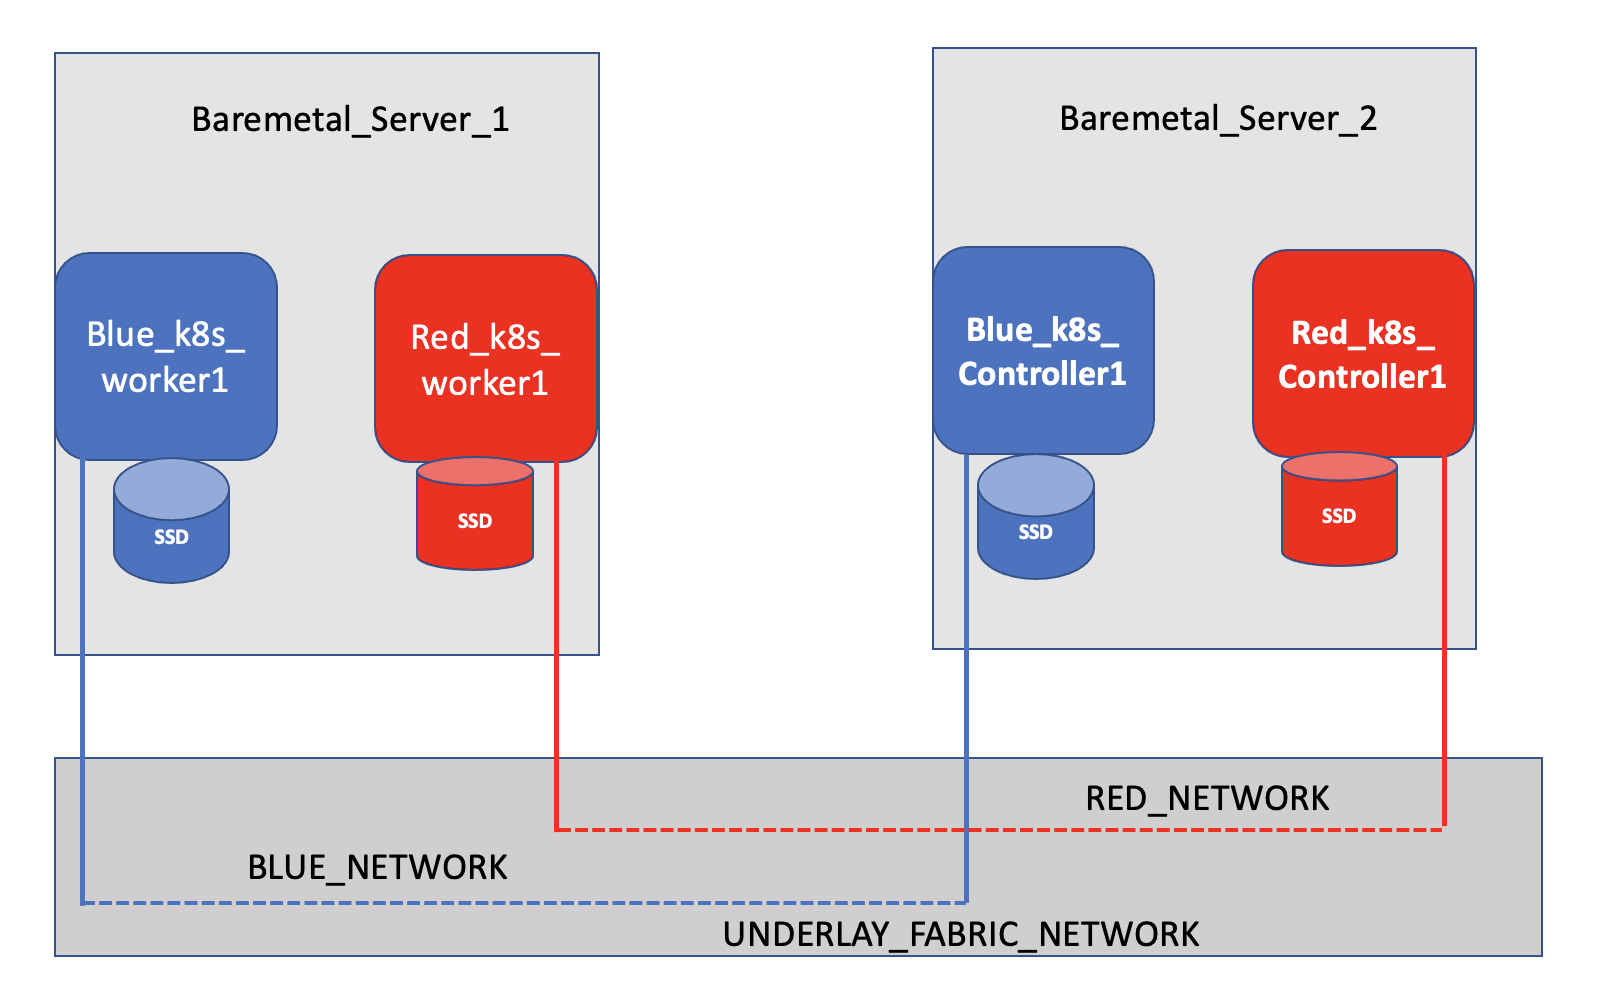 Baremetal_Server_1
Baremetal_Server_2
Blue_k8s_
worker1
Red_k8s_
worker1
Blue_k8s_
Controller1
Red_k8s_
Controller1
SSD
SSD
SSD
SSD
RED_NETWORK
BLUE_NETWORK
UNDERLAY_FABRIC_NETWORK